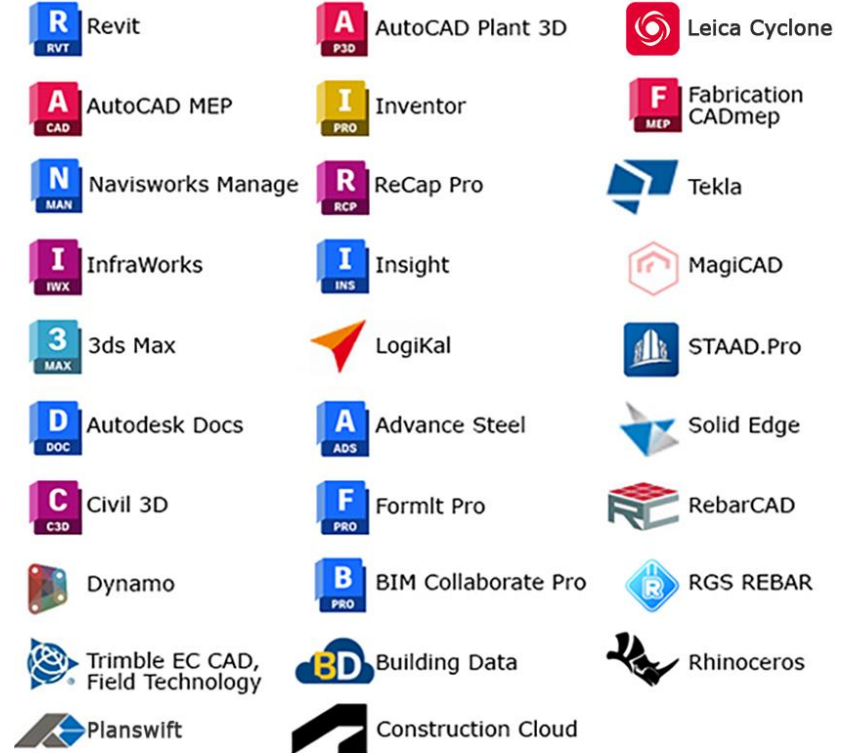 R RVT Revit
A P3D AutoCAD Plant 3D
Leica Cyclone
A CAD AutoCAD MEP
I PRO Inventor
F MEP Fabrication
CADmep
N MAN Navisworks Manage
R RCP ReCap Pro
Tekla
I IWX InfraWorks
I INS Insight
MagiCAD
3 MAX 3ds Max
LogiKal
STAAD.Pro
D DOC Autodesk Docs
A ADS Advance Steel
Solid Edge
C C3D Civil 3D
F PRO FormIt Pro
RC RebarCAD
Dynamo
B PRO BIM Collaborate Pro
R RGS REBAR
Trimble EC CAD,
Field Technology
BD Building Data
Rhinoceros
Planswift
Construction Cloud